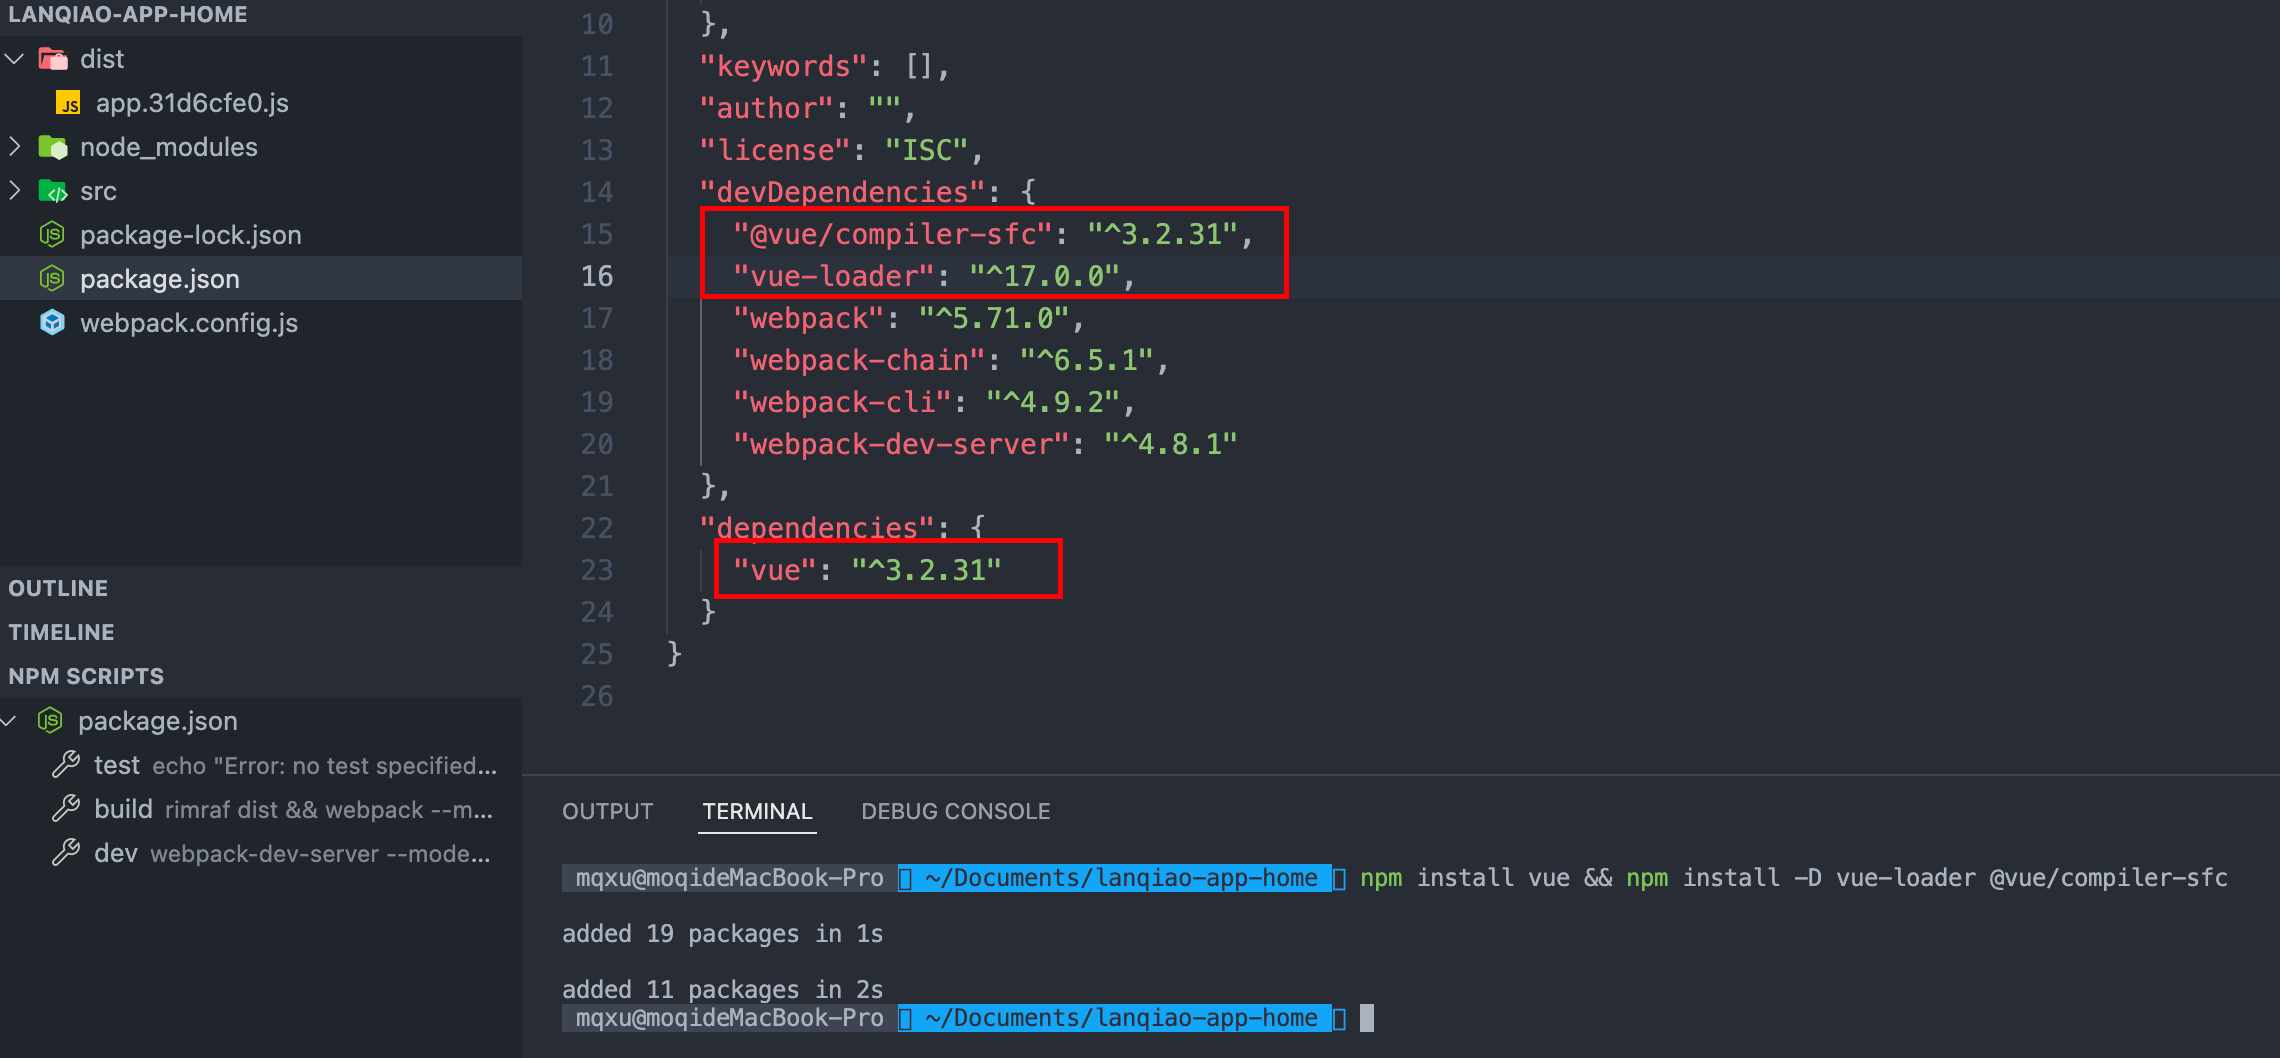 LANQIAO-APP-HOME
dist
app.31d6cfe0.js
node_modules
src
package-lock.json
package.json
webpack.config.js
OUTLINE
TIMELINE
NPM SCRIPTS
package.json
test echo "Error: no test specified...
build rimraf dist && webpack --m...
dev webpack-dev-server --mode...
10 },
11 "keywords": [],
12 "author": "",
13 "license": "ISC",
14 "devDependencies": {
15 "@vue/compiler-sfc": "^3.2.31",
16 "vue-loader": "^17.0.0",
17 "webpack": "^5.71.0",
18 "webpack-chain": "^6.5.1",
19 "webpack-cli": "^4.9.2",
20 "webpack-dev-server": "^4.8.1"
21 },
22 "dependencies": {
23 "vue": "^3.2.31"
24 }
25 }
26
OUTPUT TERMINAL DEBUG CONSOLE
mqxu@moqideMacBook-Pro ~/Documents/lanqiao-app-home npm install vue && npm install -D vue-loader @vue/compiler-sfc
added 19 packages in 1s
added 11 packages in 2s
mqxu@moqideMacBook-Pro ~/Documents/lanqiao-app-home